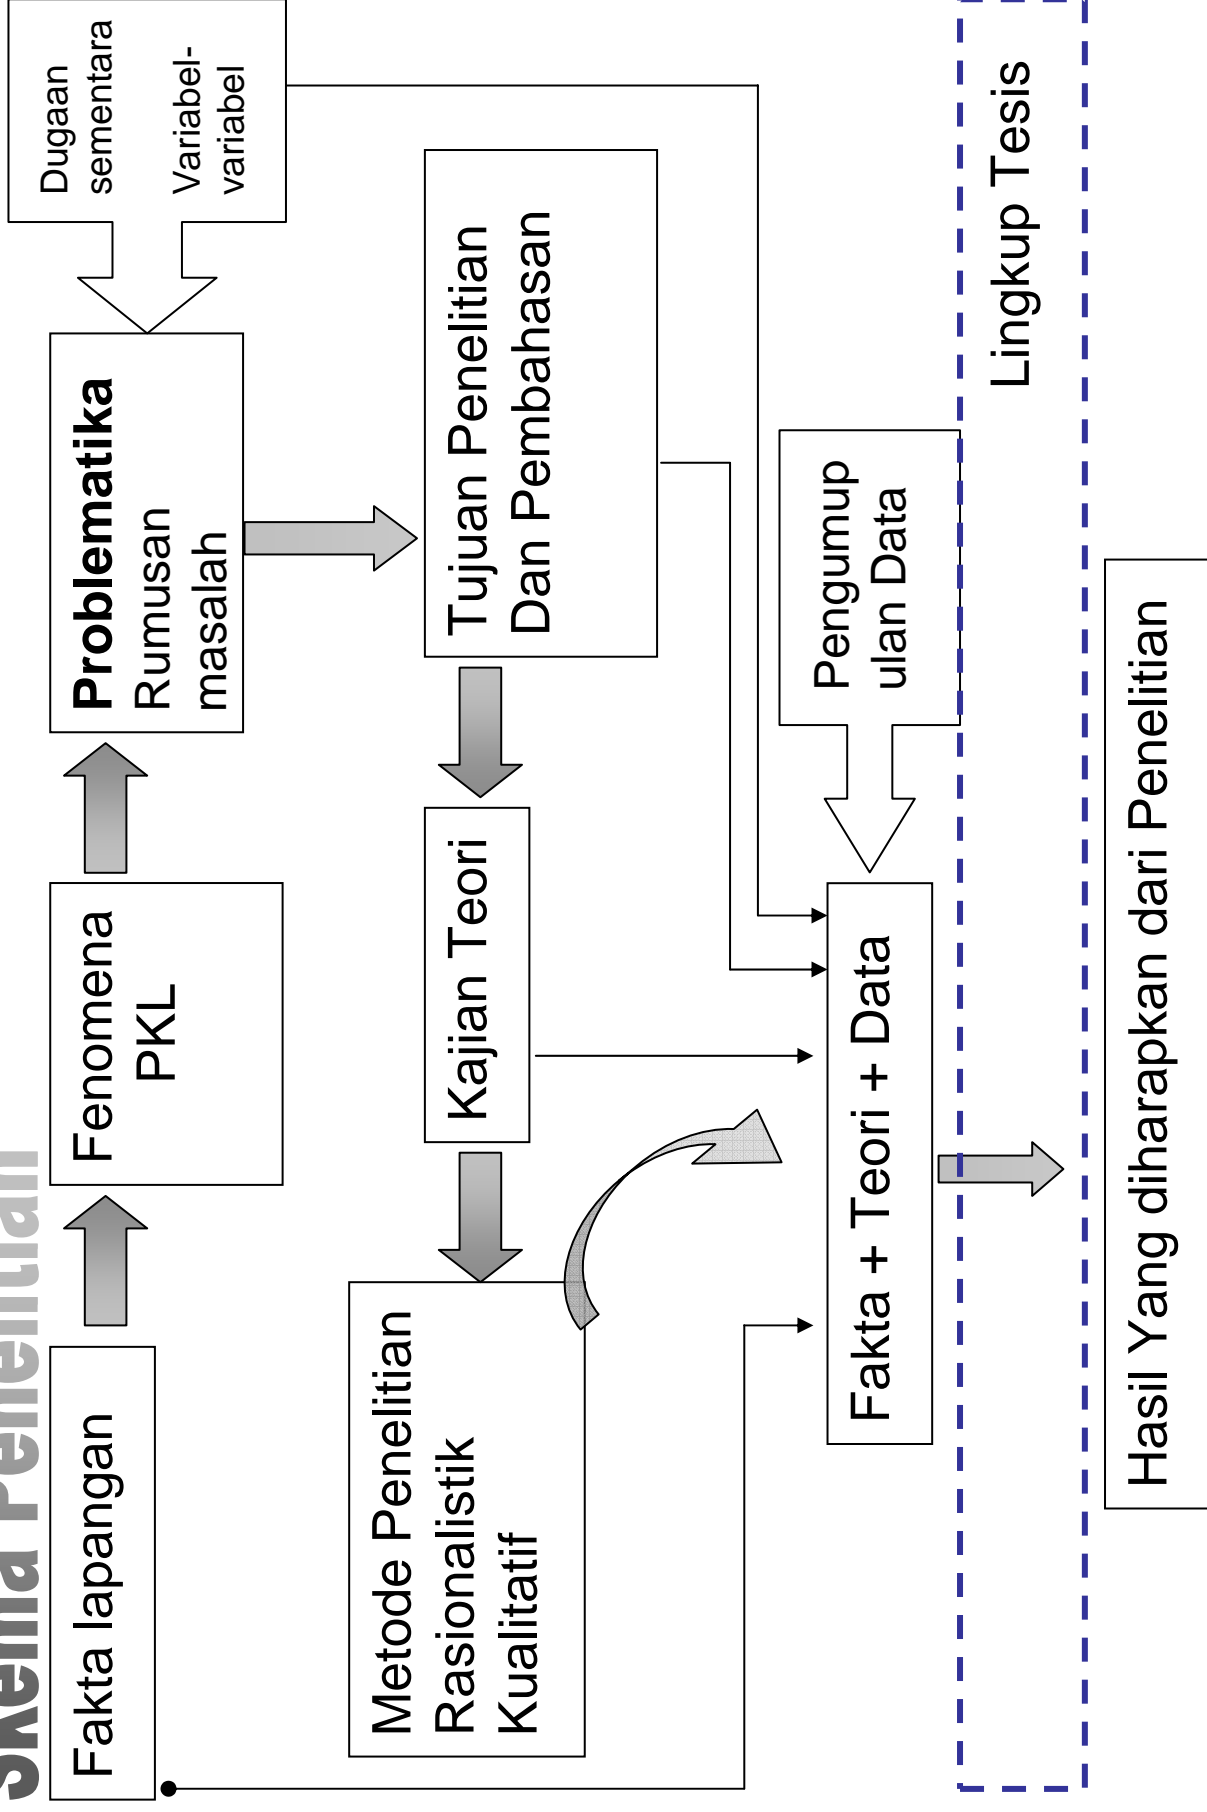 Skema Penelitian
Fakta lapangan
Fenomena
PKL
Problematika
Rumusan
masalah
Dugaan
sementara
Variabel-
variabel
Metode Penelitian
Rasionalistik
Kualitatif
Kajian Teori
Tujuan Penelitian
Dan Pembahasan
Fakta + Teori + Data
Pengumup
ulan Data
Lingkup Tesis
Hasil Yang diharapkan dari Penelitian